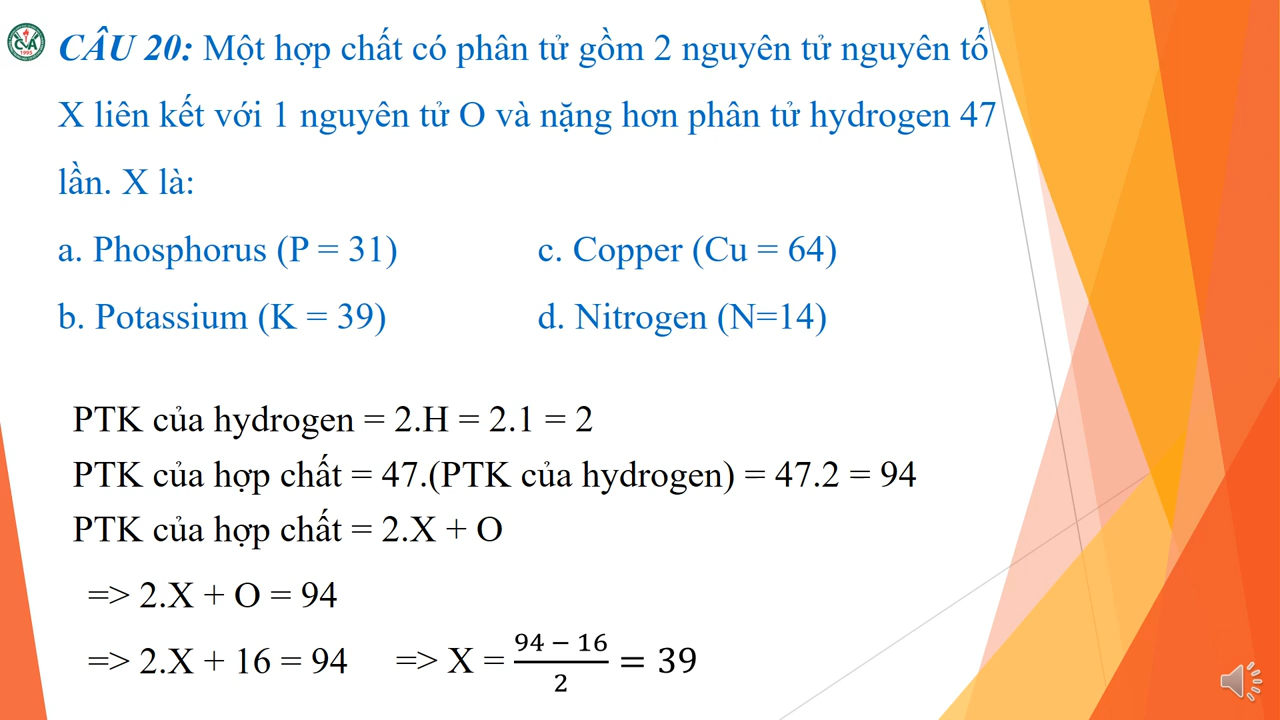 CVA
1995
CÂU 20: Một hợp chất có phân tử gồm 2 nguyên tử nguyên tố
X liên kết với 1 nguyên tử O và nặng hơn phân tử hydrogen 47
lần. X là:
a. Phosphorus (P = 31) c. Copper (Cu = 64)
b. Potassium (K = 39) d. Nitrogen (N=14)
PTK của hydrogen = 2.H = 2.1 = 2
PTK của hợp chất = 47.(PTK của hydrogen) = 47.2 = 94
PTK của hợp chất = 2.X + O
=> 2.X + O = 94
=> 2.X + 16 = 94 => X = (94 − 16)/2 = 39